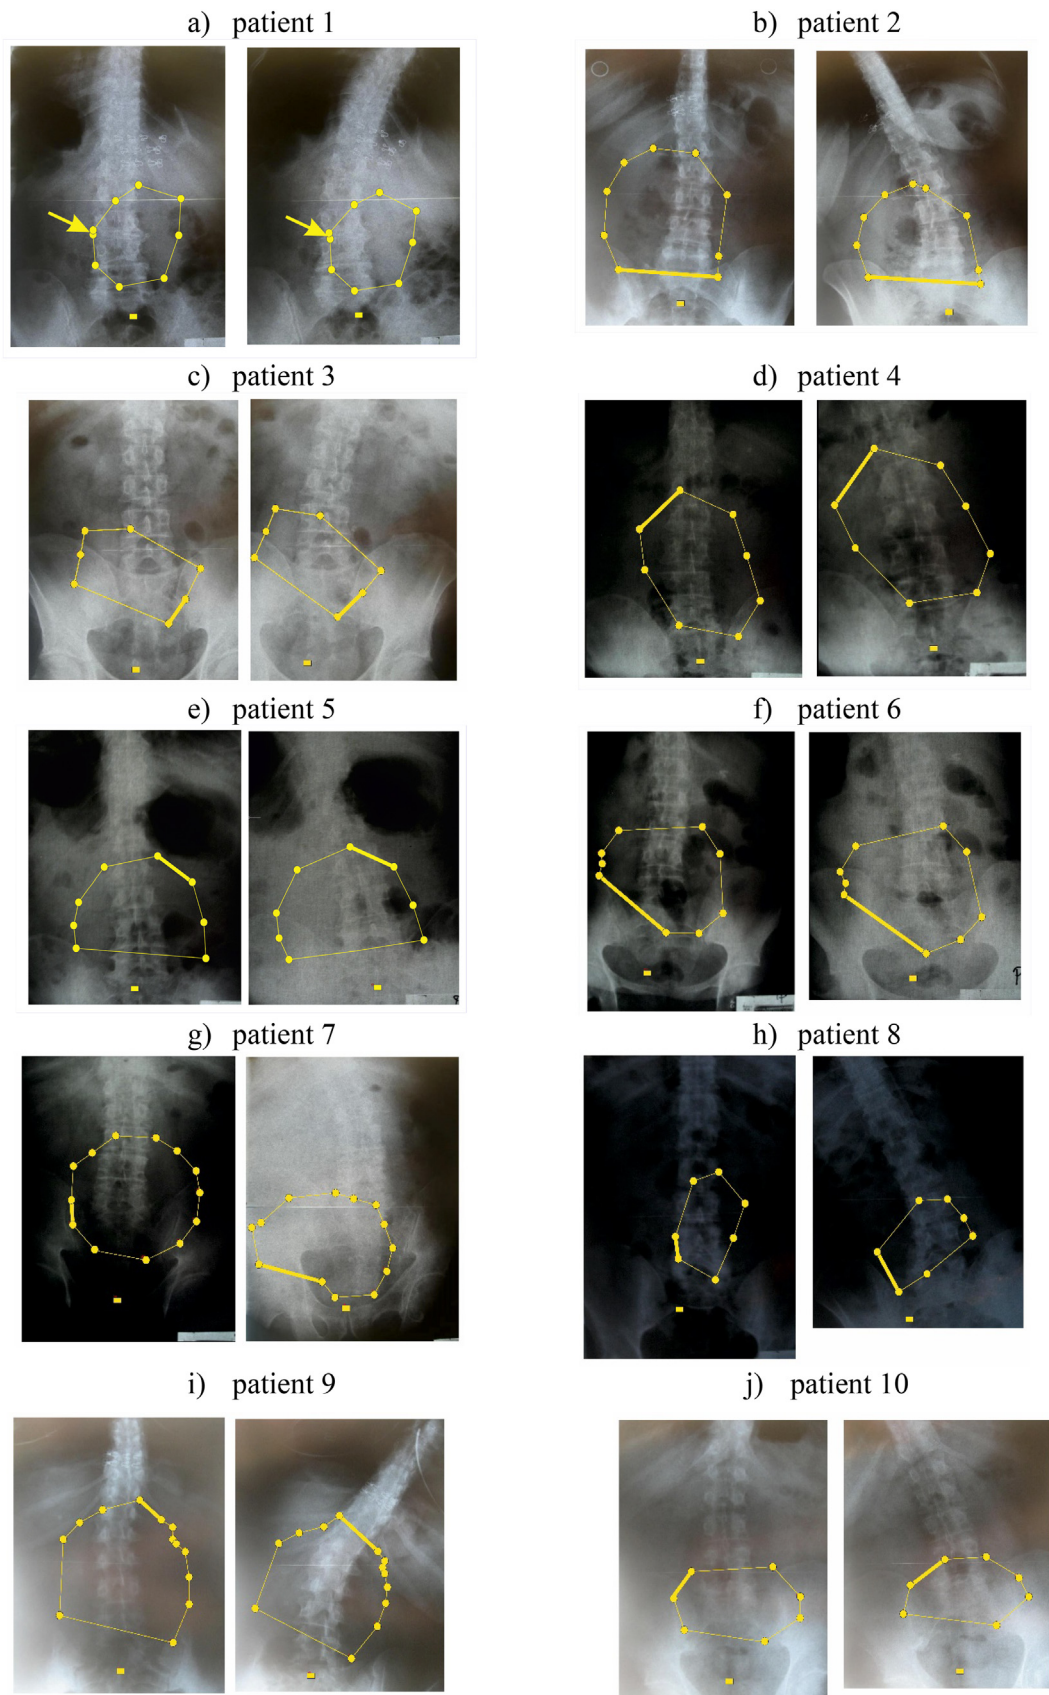 a) patient 1
b) patient 2
c) patient 3
d) patient 4
e) patient 5
f) patient 6
g) patient 7
h) patient 8
i) patient 9
j) patient 10